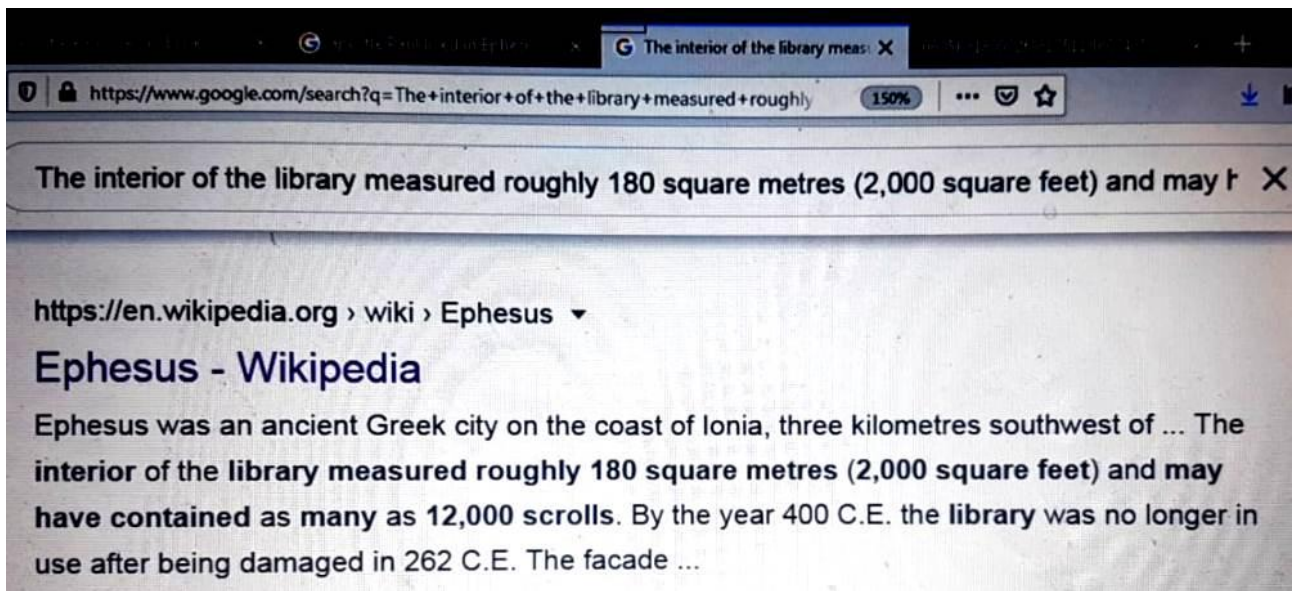 The interior of the library meas
https://www.google.com/search?q=The+interior+of+the+library+measured+roughly 150%
The interior of the library measured roughly 180 square metres (2,000 square feet) and may h
https://en.wikipedia.org › wiki › Ephesus
Ephesus - Wikipedia
Ephesus was an ancient Greek city on the coast of Ionia, three kilometres southwest of ... The
interior of the library measured roughly 180 square metres (2,000 square feet) and may
have contained as many as 12,000 scrolls. By the year 400 C.E. the library was no longer in
use after being damaged in 262 C.E. The facade ...